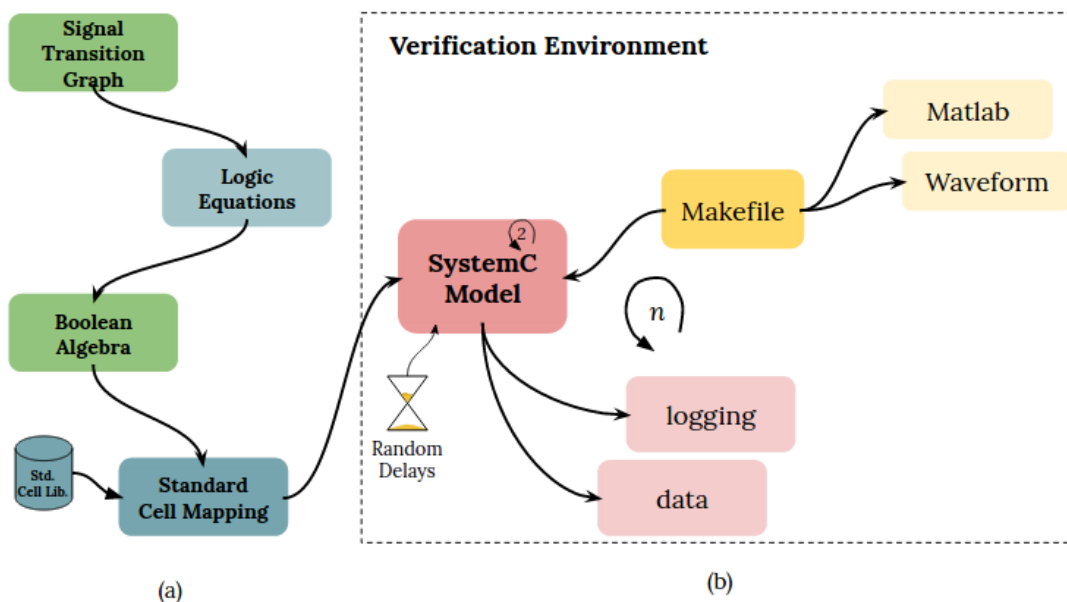 Signal
Transition
Graph
Logic
Equations
Boolean
Algebra
Std.
Cell Lib.
Standard
Cell Mapping
(a)
Verification Environment
Matlab
Waveform
Makefile
2
SystemC
Model
n
Random
Delays
logging
data
(b)